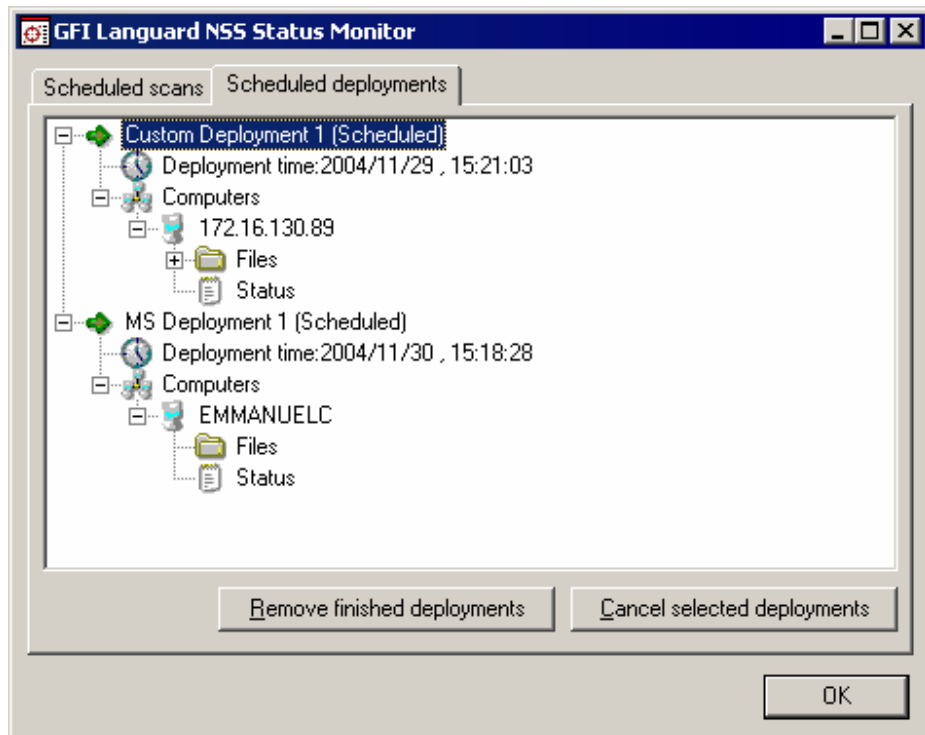 GFI Languard NSS Status Monitor
Scheduled scans
Scheduled deployments
Custom Deployment 1 (Scheduled)
Deployment time:2004/11/29 , 15:21:03
Computers
172.16.130.89
Files
Status
MS Deployment 1 (Scheduled)
Deployment time:2004/11/30 , 15:18:28
Computers
EMMANUELC
Files
Status
Remove finished deployments
Cancel selected deployments
OK